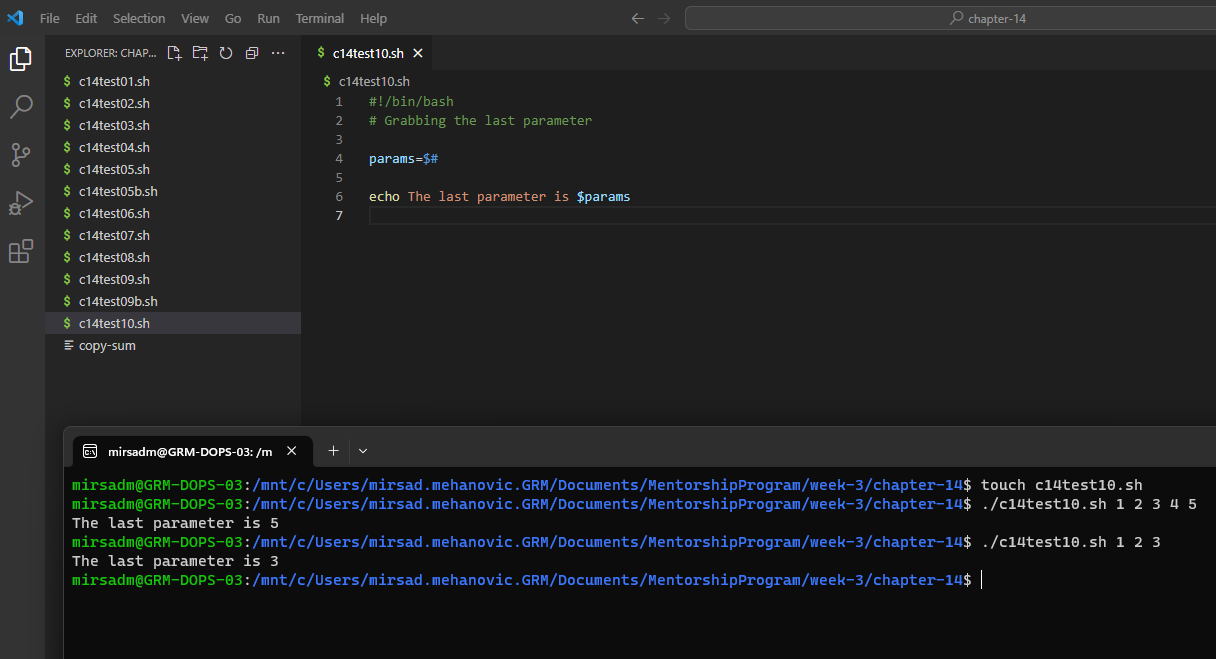 File Edit Selection View Go Run Terminal Help
chapter-14
EXPLORER: CHAP...
c14test01.sh
c14test02.sh
c14test03.sh
c14test04.sh
c14test05.sh
c14test05b.sh
c14test06.sh
c14test07.sh
c14test08.sh
c14test09.sh
c14test09b.sh
c14test10.sh
copy-sum
$ c14test10.sh
$ c14test10.sh
1 #!/bin/bash
2 # Grabbing the last parameter
3
4 params=$#
5
6 echo The last parameter is $params
7
mirsadm@GRM-DOPS-03: /m
mirsadm@GRM-DOPS-03:/mnt/c/Users/mirsad.mehanovic.GRM/Documents/MentorshipProgram/week-3/chapter-14$ touch c14test10.sh
mirsadm@GRM-DOPS-03:/mnt/c/Users/mirsad.mehanovic.GRM/Documents/MentorshipProgram/week-3/chapter-14$ ./c14test10.sh 1 2 3 4 5
The last parameter is 5
mirsadm@GRM-DOPS-03:/mnt/c/Users/mirsad.mehanovic.GRM/Documents/MentorshipProgram/week-3/chapter-14$ ./c14test10.sh 1 2 3
The last parameter is 3
mirsadm@GRM-DOPS-03:/mnt/c/Users/mirsad.mehanovic.GRM/Documents/MentorshipProgram/week-3/chapter-14$